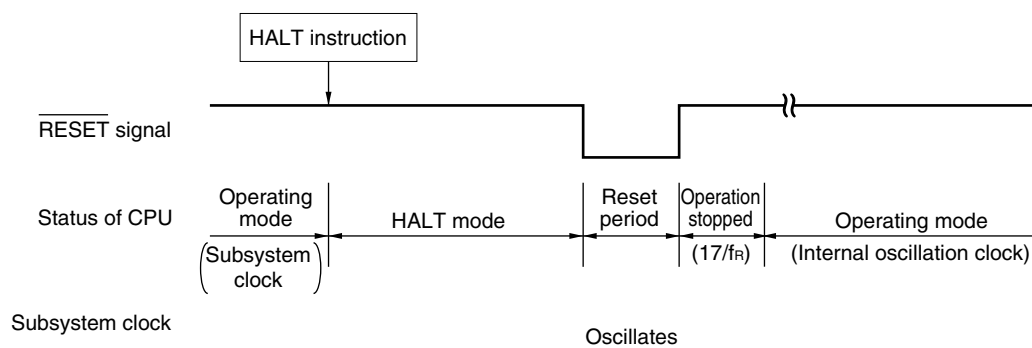 HALT instruction
RESET signal
Status of CPU
Operating
mode
(Subsystem
clock)
HALT mode
Reset
period
Operation
stopped
(17/fR)
Operating mode
(Internal oscillation clock)
Subsystem clock
Oscillates